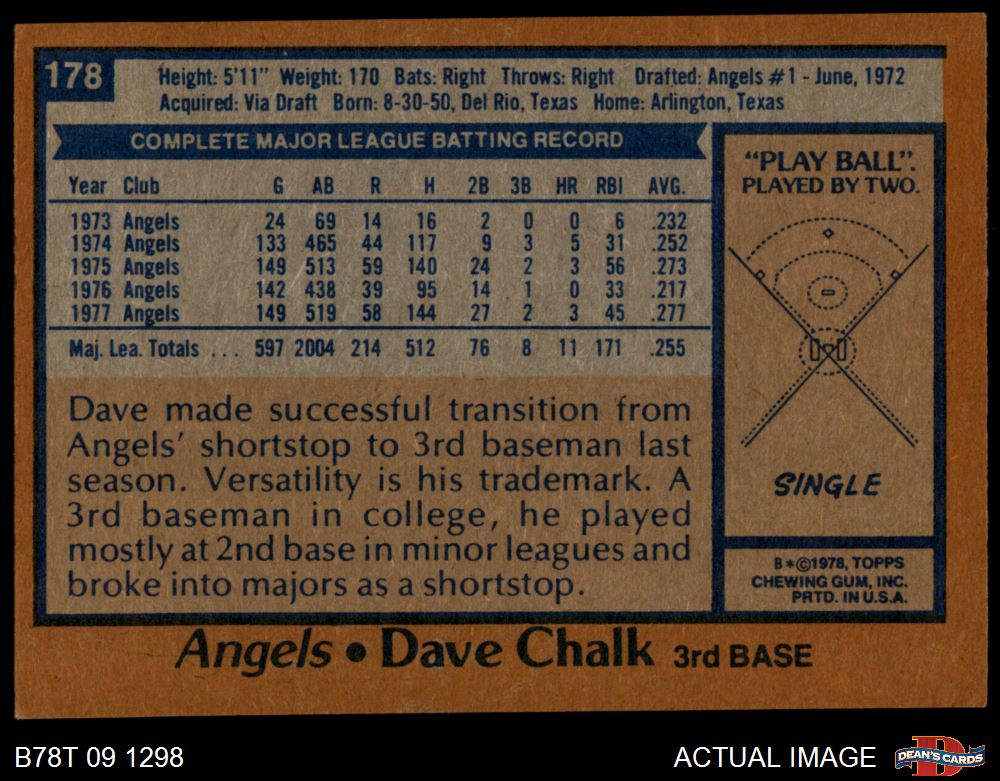 178
Height: 5'11" Weight: 170 Bats: Right Throws: Right Drafted: Angels #1 - June, 1972
Acquired: Via Draft Born: 8-30-50, Del Rio, Texas Home: Arlington, Texas
COMPLETE MAJOR LEAGUE BATTING RECORD
Year Club G AB R H 2B 3B HR RBI AVG.
1973 Angels 24 69 14 16 2 0 0 6 .232
1974 Angels 133 465 44 117 9 3 5 31 .252
1975 Angels 149 513 59 140 24 2 3 56 .273
1976 Angels 142 438 39 95 14 1 0 33 .217
1977 Angels 149 519 58 144 27 2 3 45 .277
Maj. Lea. Totals ... 597 2004 214 512 76 8 11 171 .255
Dave made successful transition from
Angels' shortstop to 3rd baseman last
season. Versatility is his trademark. A
3rd baseman in college, he played
mostly at 2nd base in minor leagues and
broke into majors as a shortstop.
"PLAY BALL".
PLAYED BY TWO.
SINGLE
B*©1978, TOPPS
CHEWING GUM, INC.
PRTD. IN U.S.A.
Angels • Dave Chalk 3rd BASE
B78T 09 1298
ACTUAL IMAGE
D
DEAN'S CARDS